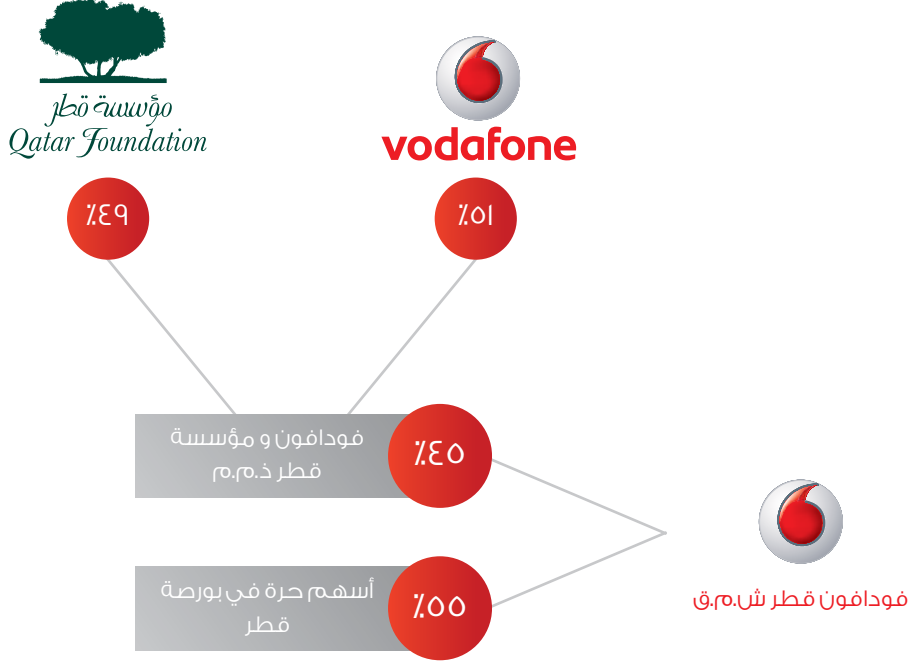 مؤسسة قطر
Qatar Foundation
vodafone
٪٤٩
٪٥١
فودافون و مؤسسة
قطر ذ.م.م
٪٤٥
أسهم حرة في بورصة
قطر
٪٥٥
فودافون قطر ش.م.ق